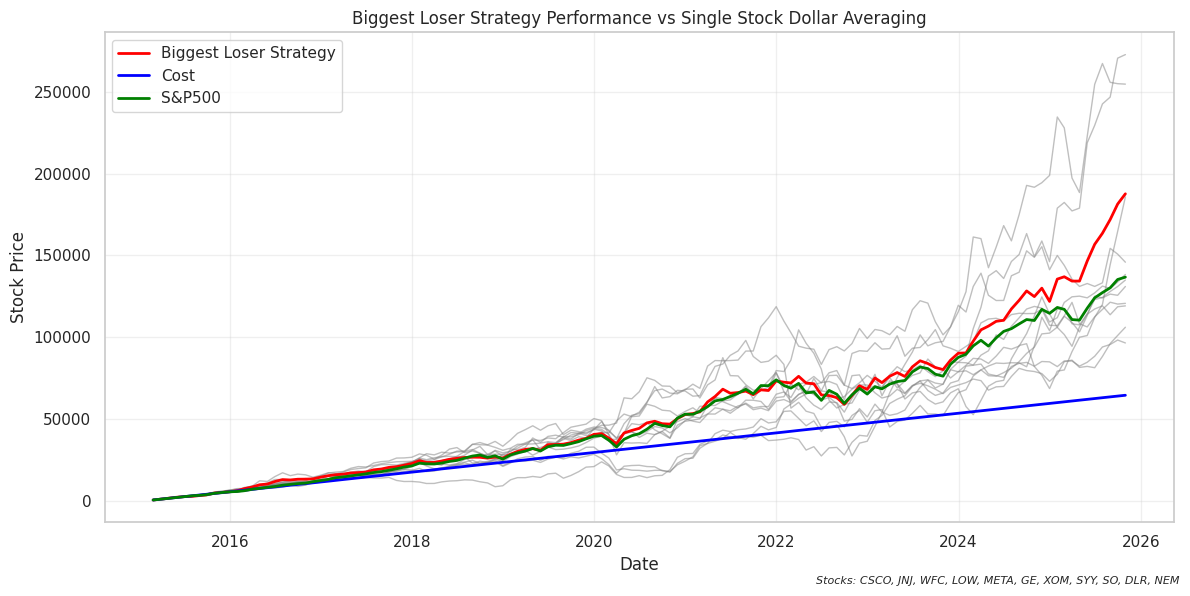 Biggest Loser Strategy Performance vs Single Stock Dollar Averaging
Biggest Loser Strategy
Cost
S&P500
Stock Price
250000
200000
150000
100000
50000
0
2016
2018
2020
2022
2024
2026
Date
Stocks: CSCO, JNJ, WFC, LOW, META, GE, XOM, SYY, SO, DLR, NEM